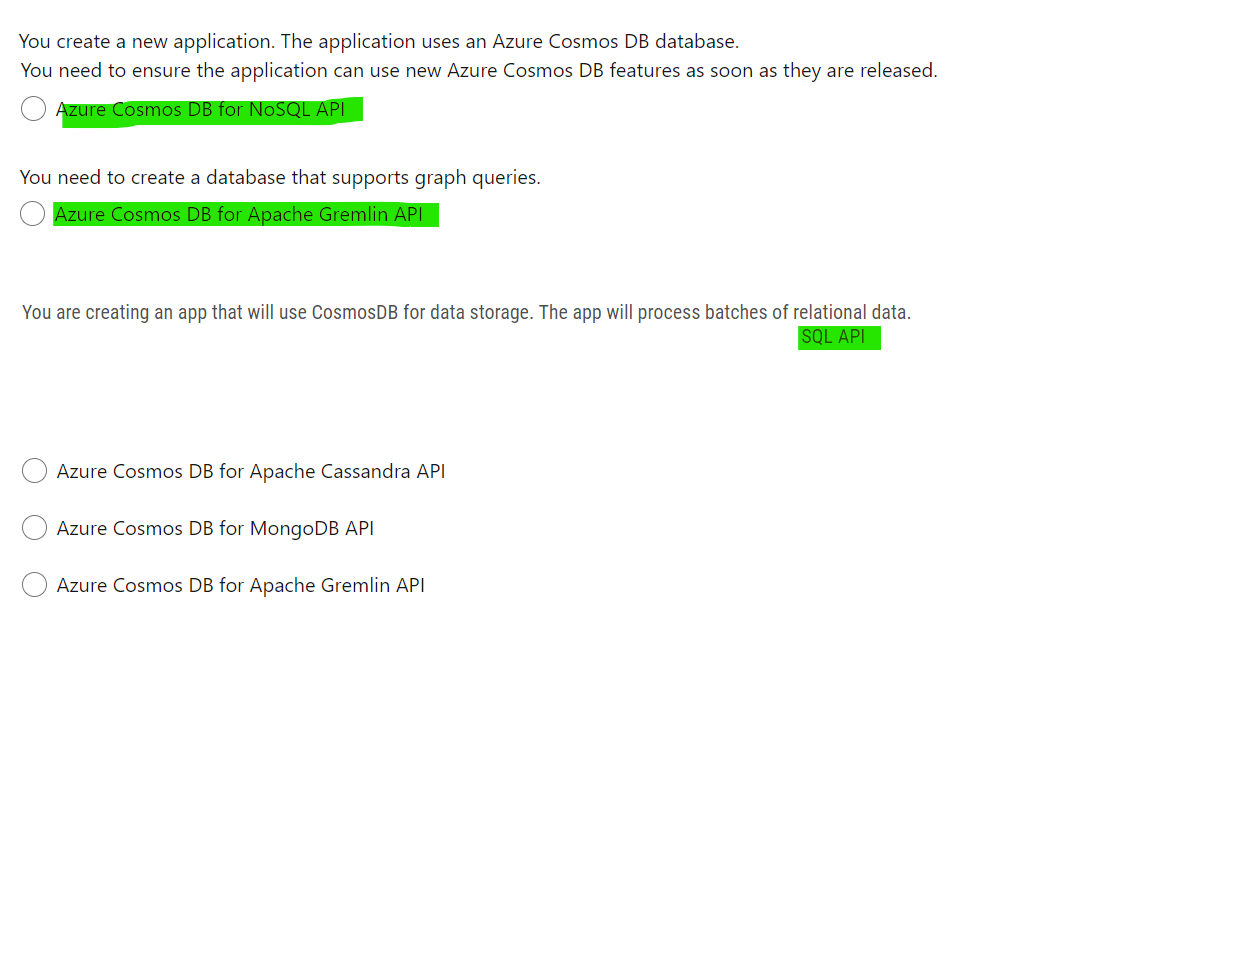 You create a new application. The application uses an Azure Cosmos DB database.
You need to ensure the application can use new Azure Cosmos DB features as soon as they are released.
Azure Cosmos DB for NoSQL API
You need to create a database that supports graph queries.
Azure Cosmos DB for Apache Gremlin API
You are creating an app that will use CosmosDB for data storage. The app will process batches of relational data.
SQL API
Azure Cosmos DB for Apache Cassandra API
Azure Cosmos DB for MongoDB API
Azure Cosmos DB for Apache Gremlin API